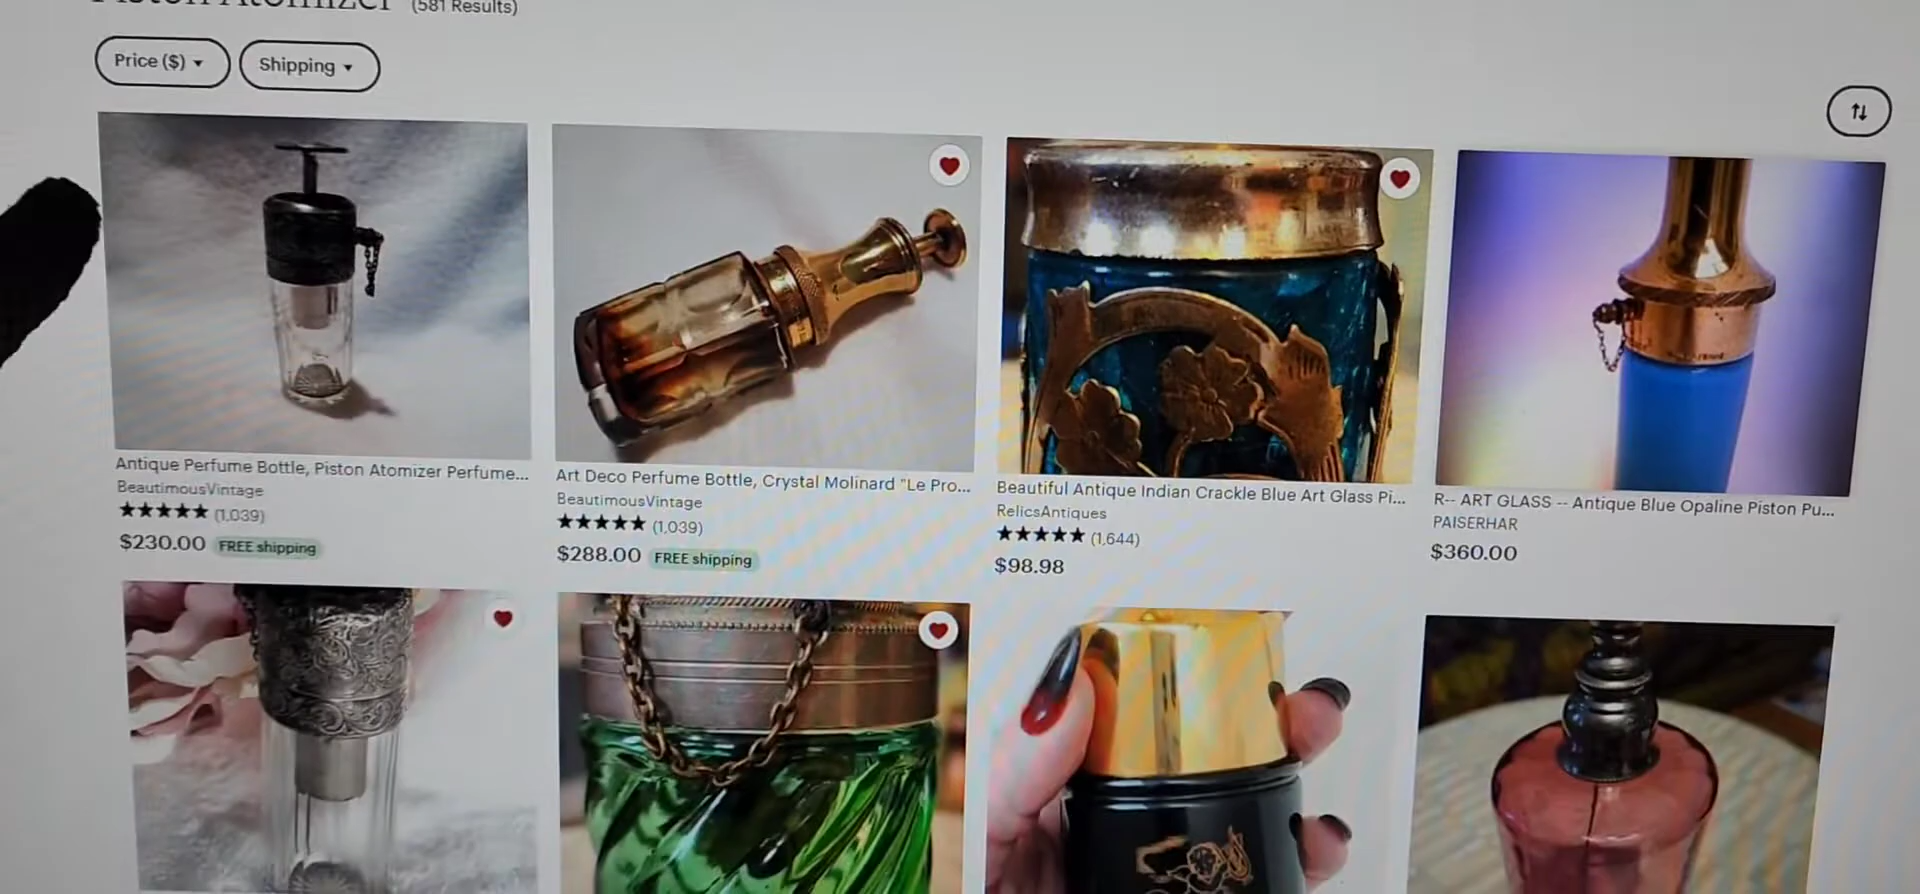 Piston Atomizer (581 Results)
Price ($) ▼ Shipping ▼
Antique Perfume Bottle, Piston Atomizer Perfume...
BeautimousVintage
★★★★★ (1,039)
$230.00 FREE shipping
Art Deco Perfume Bottle, Crystal Molinard "Le Pro...
BeautimousVintage
★★★★★ (1,039)
$288.00 FREE shipping
Beautiful Antique Indian Crackle Blue Art Glass Pi...
RelicsAntiques
★★★★★ (1,644)
$98.98
R-- ART GLASS -- Antique Blue Opaline Piston Pu...
PAISERHAR
$360.00